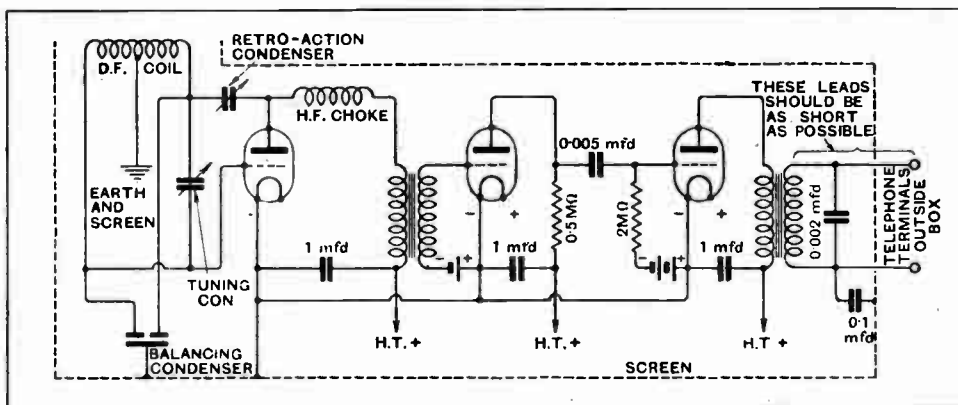 RETRO-ACTION
CONDENSER
D.F. COIL
H.F. CHOKE
THESE LEADS
SHOULD BE
AS SHORT
AS POSSIBLE
0·005 mfd
EARTH
AND
SCREEN
TUNING
CON
1 mfd
- +
- +
1 mfd
0·5 MΩ
2MΩ
- +
- +
1 mfd
0·002 mfd
TELEPHONE
TERMINALS
OUTSIDE
BOX
0·1
mfd
BALANCING
CONDENSER
H.T. +
H.T. +
H.T +
SCREEN